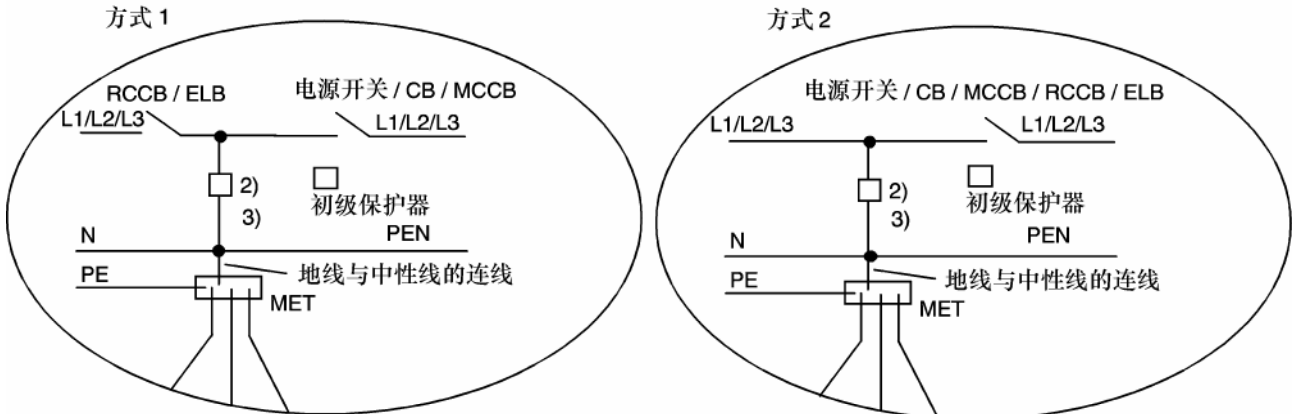 方式 1
RCCB / ELB
电源开关 / CB / MCCB
L1/L2/L3
L1/L2/L3
2)
3)
初级保护器
N
PEN
PE
地线与中性线的连线
MET
方式 2
电源开关 / CB / MCCB / RCCB / ELB
L1/L2/L3
L1/L2/L3
2)
3)
初级保护器
N
PEN
PE
地线与中性线的连线
MET